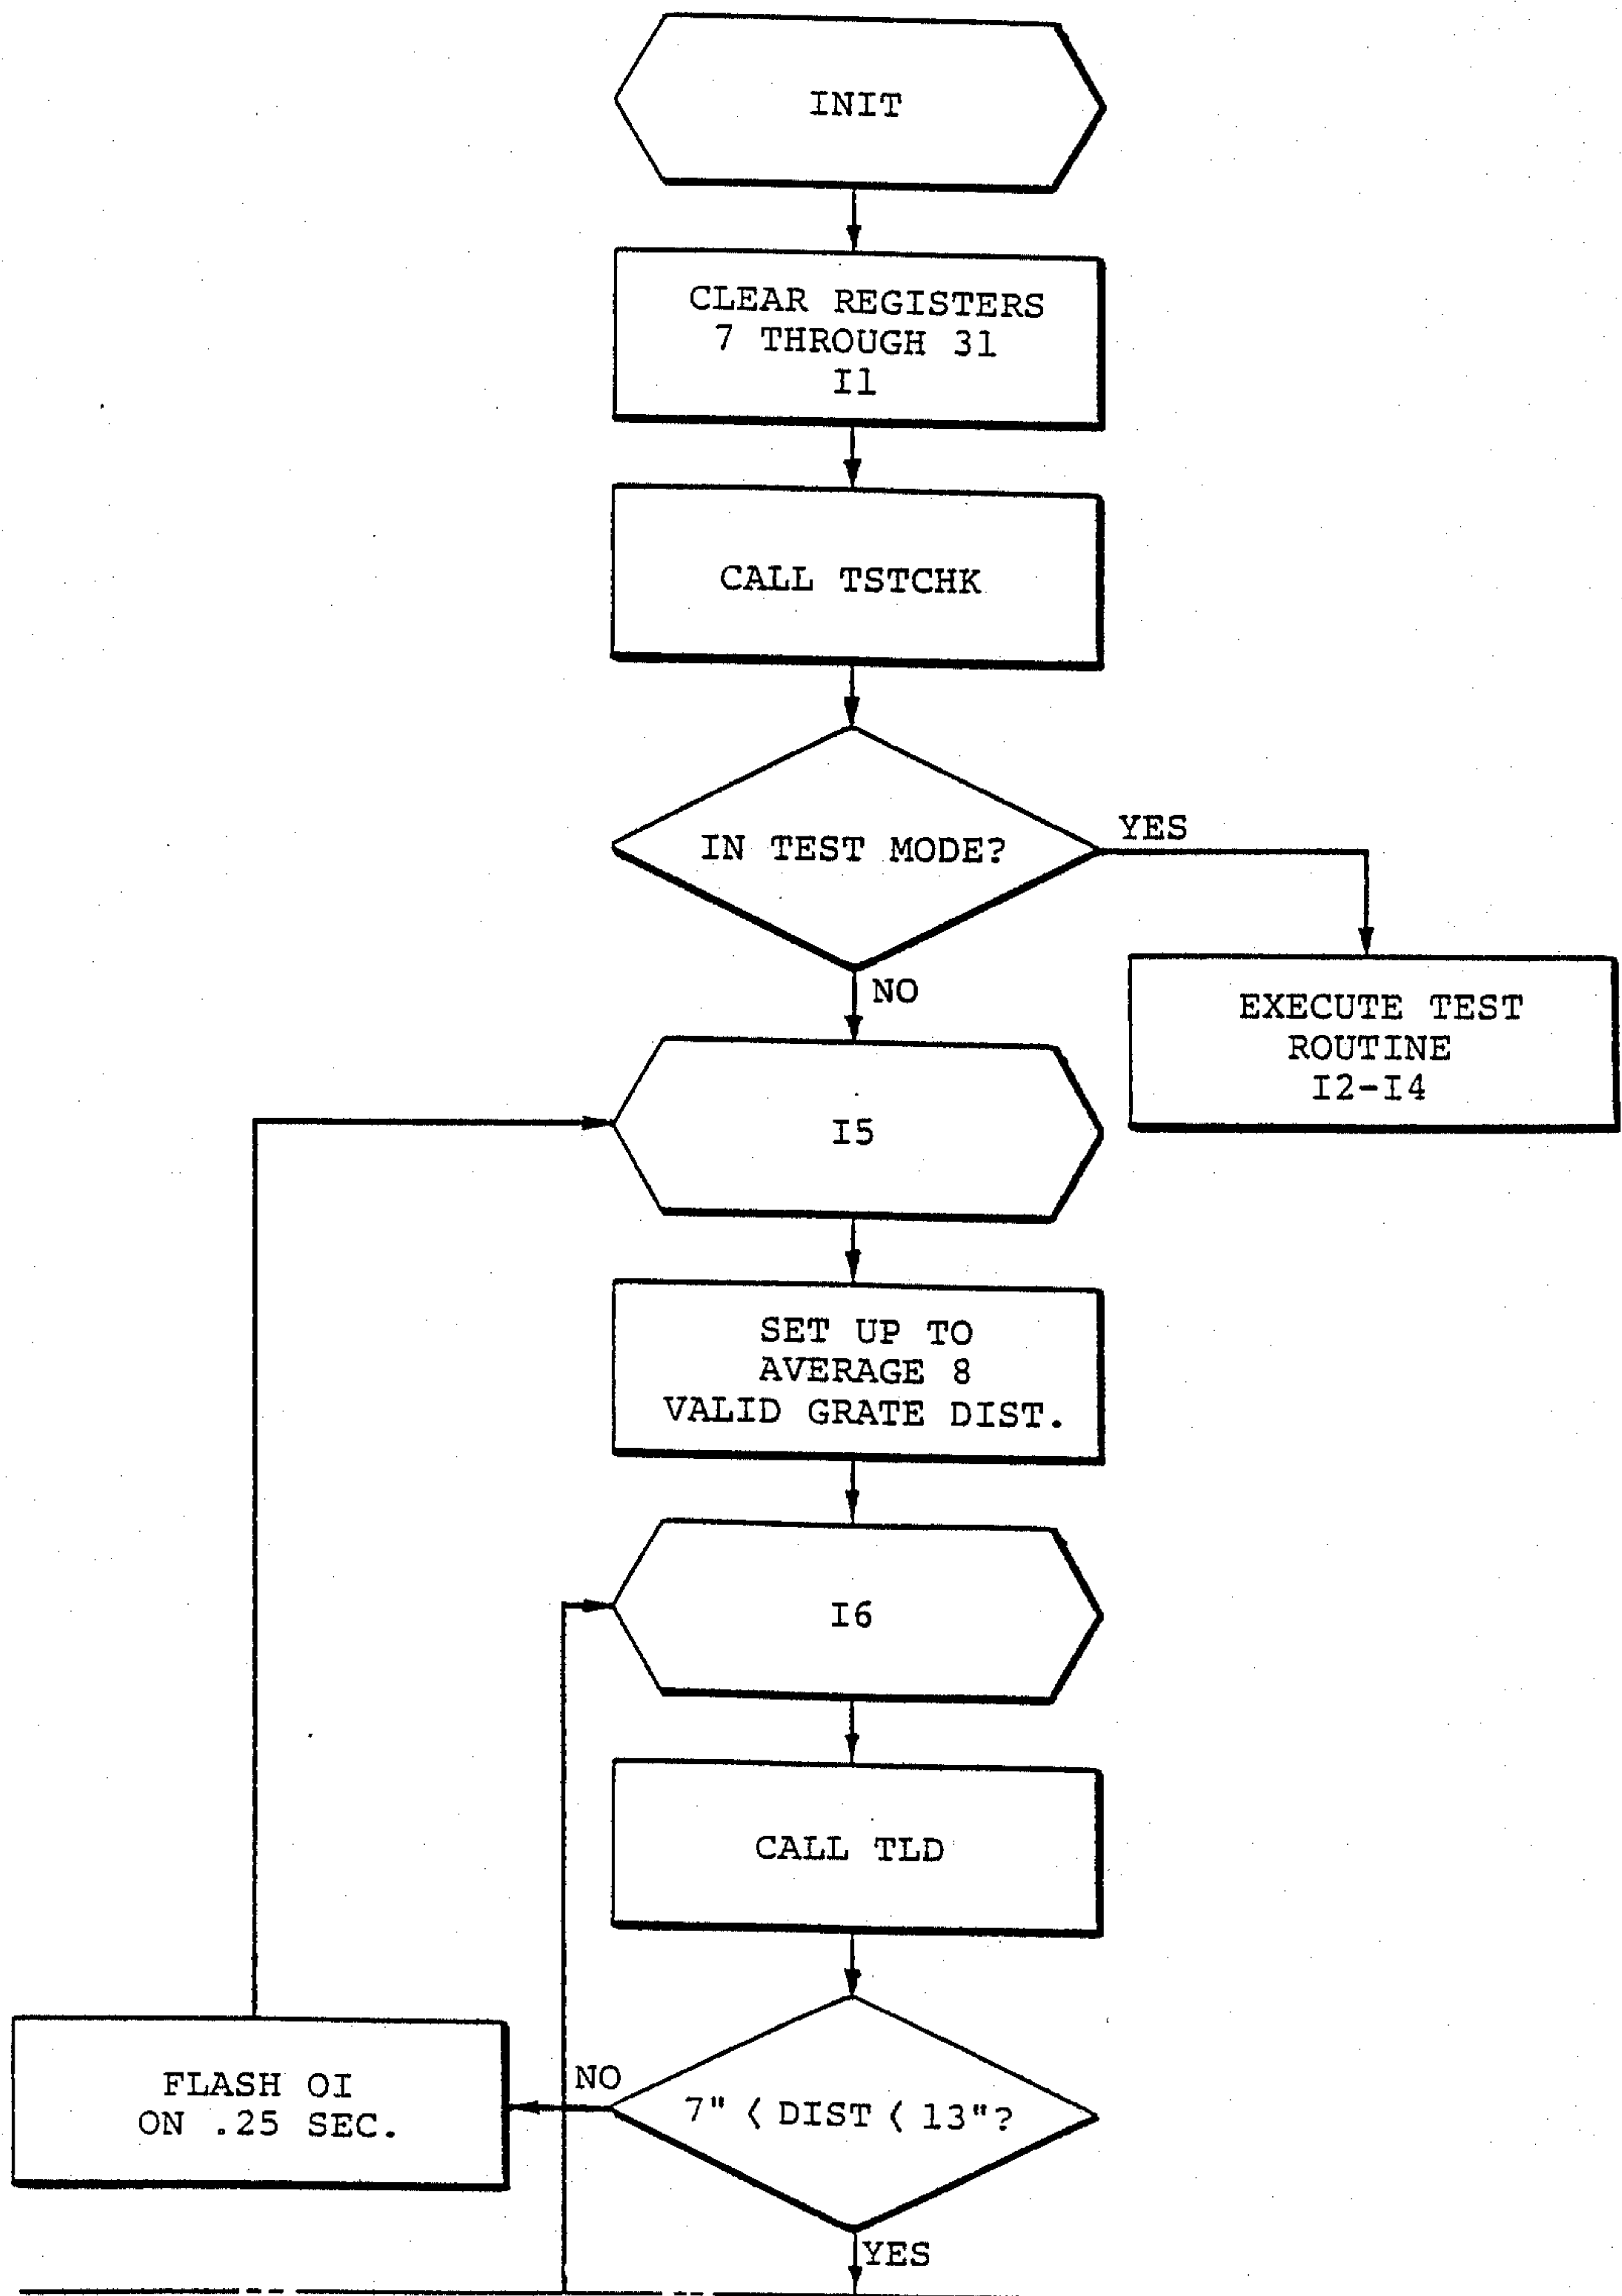 INIT
CLEAR REGISTERS
7 THROUGH 31
I1
CALL TSTCHK
IN TEST MODE?
YES
NO
EXECUTE TEST
ROUTINE
I2-I4
I5
SET UP TO
AVERAGE 8
VALID GRATE DIST.
I6
CALL TLD
FLASH OI
ON .25 SEC.
NO
7" < DIST < 13"?
YES